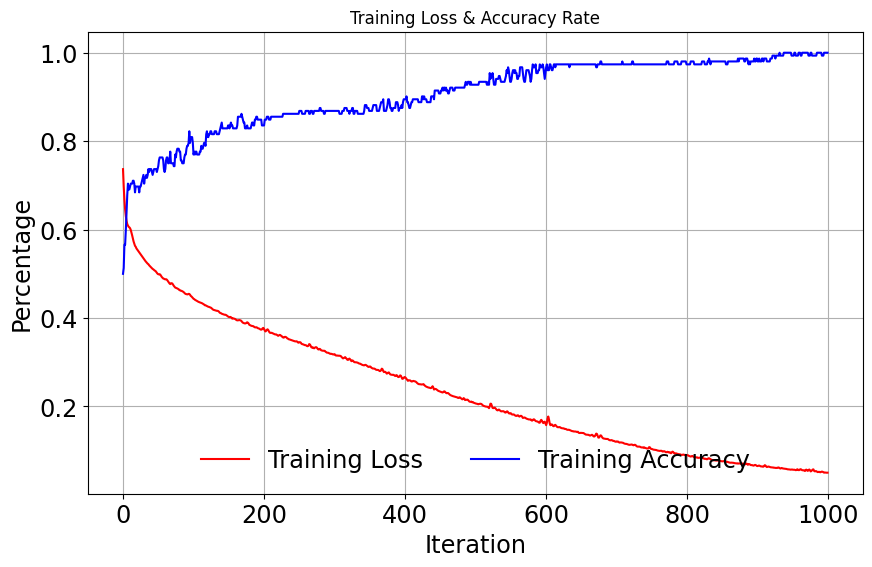 Training Loss & Accuracy Rate
1.0
0.8
0.6
0.4
0.2
Percentage
Training Loss Training Accuracy
0 200 400 600 800 1000
Iteration